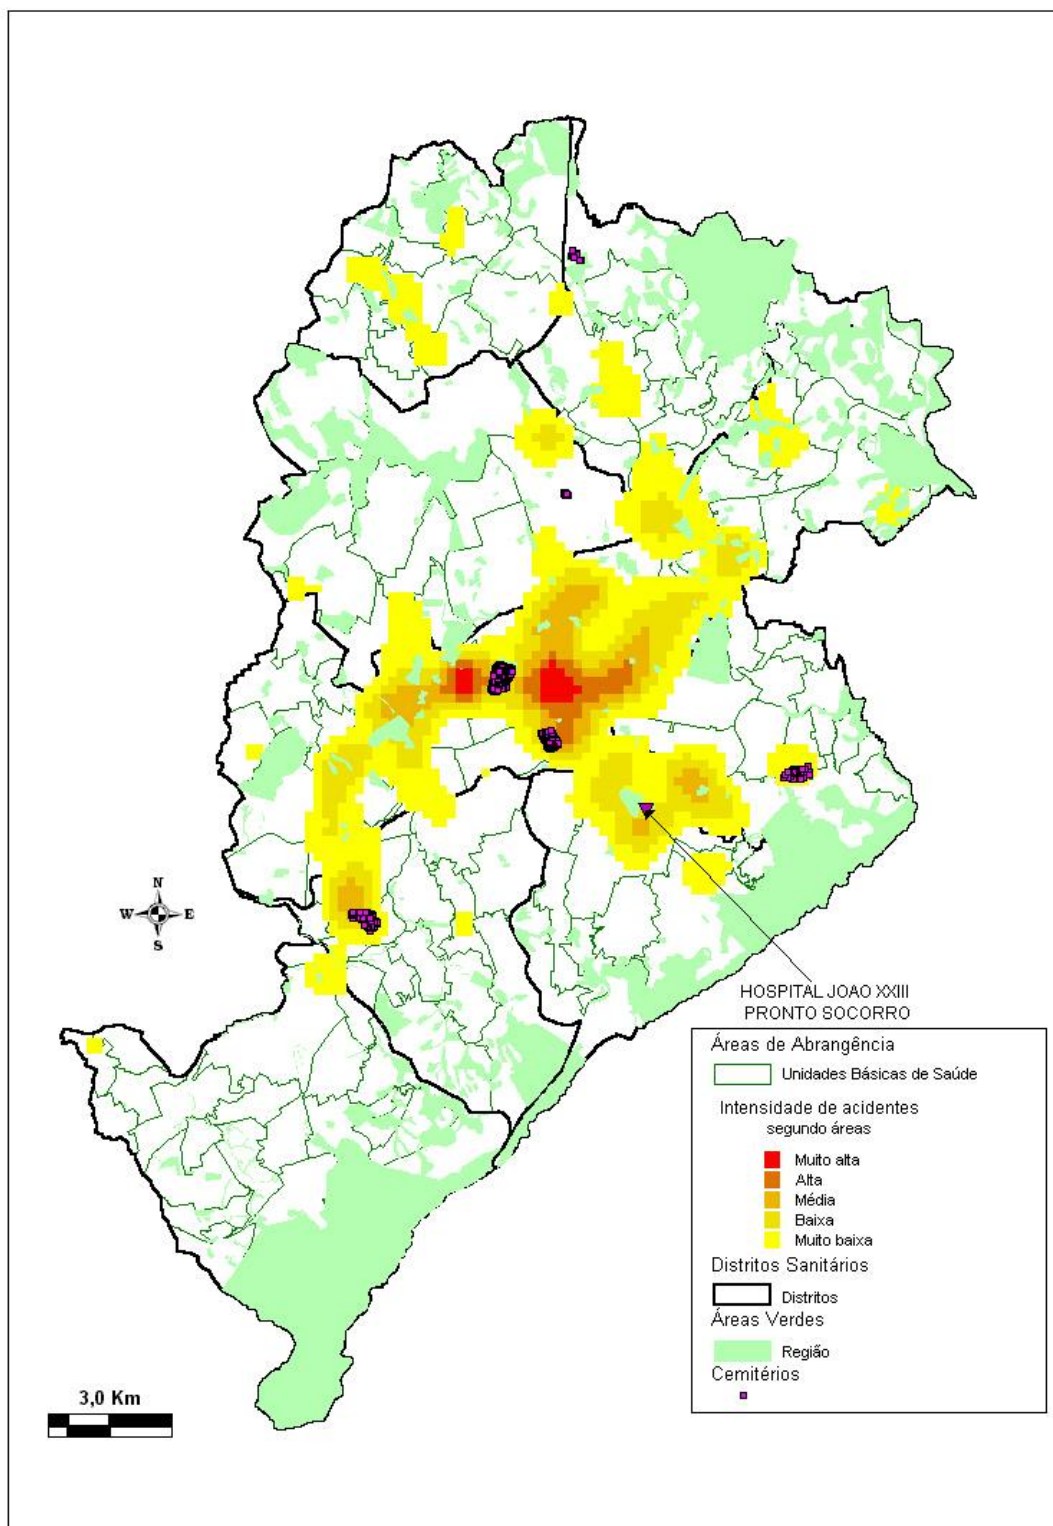 N
W E
S
HOSPITAL JOAO XXIII
PRONTO SOCORRO
Áreas de Abrangência
Unidades Básicas de Saúde
Intensidade de acidentes
segundo áreas
Muito alta
Alta
Média
Baixa
Muito baixa
Distritos Sanitários
Distritos
Áreas Verdes
Região
Cemitérios
3,0 Km